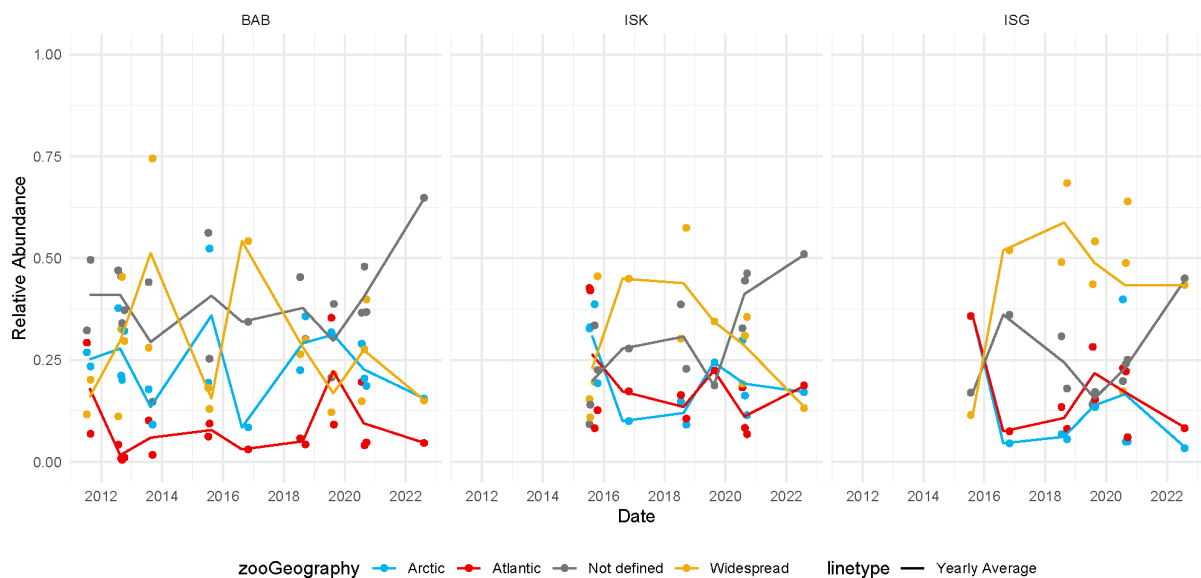 BAB ISK ISG
1.00
0.75
0.50
0.25
0.00
Relative Abundance
2012 2014 2016 2018 2020 2022 2012 2014 2016 2018 2020 2022 2012 2014 2016 2018 2020 2022
Date
zooGeography Arctic Atlantic Not defined Widespread linetype Yearly Average